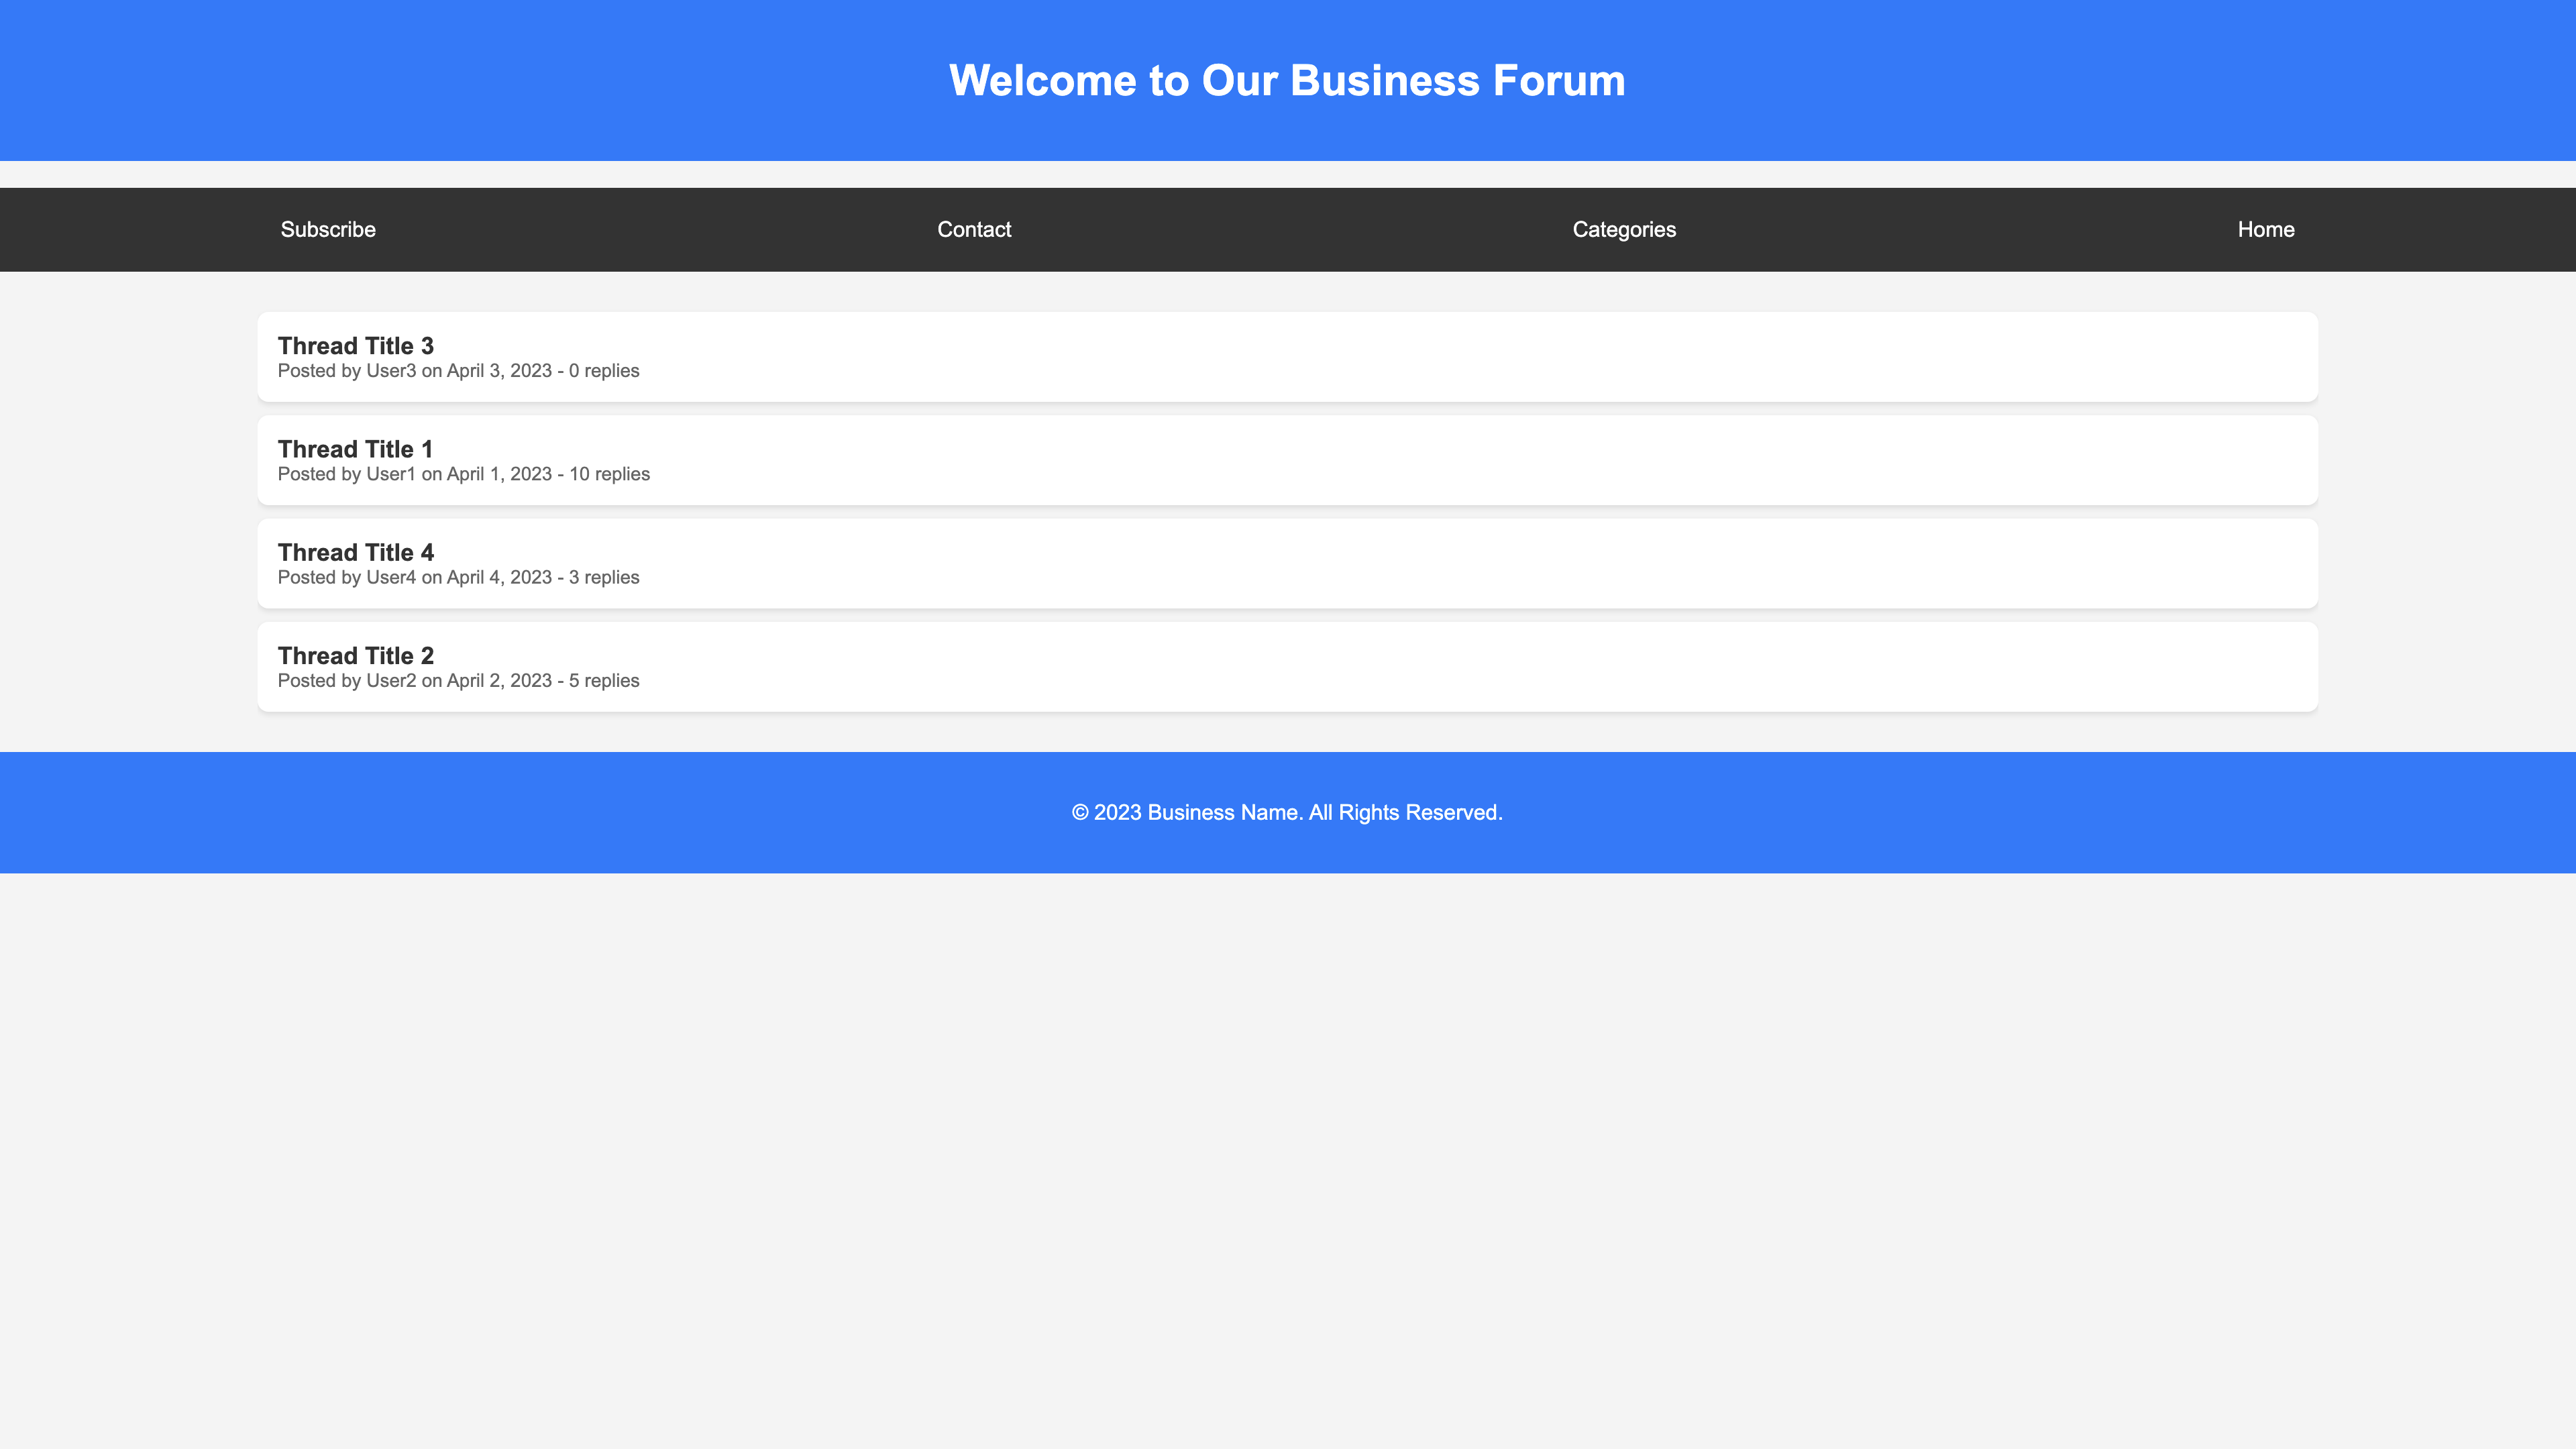 Welcome to Our Business Forum
Subscribe
Contact
Categories
Home
Thread Title 3
Posted by User3 on April 3, 2023 - 0 replies
Thread Title 1
Posted by User1 on April 1, 2023 - 10 replies
Thread Title 4
Posted by User4 on April 4, 2023 - 3 replies
Thread Title 2
Posted by User2 on April 2, 2023 - 5 replies
© 2023 Business Name. All Rights Reserved.